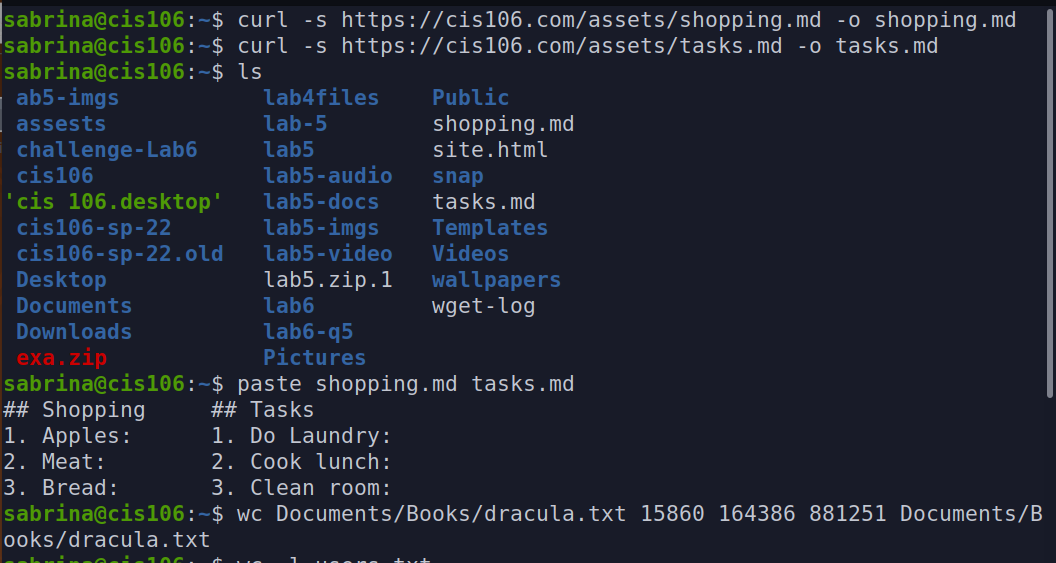 sabrina@cis106:~$ curl -s https://cis106.com/assets/shopping.md -o shopping.md
sabrina@cis106:~$ curl -s https://cis106.com/assets/tasks.md -o tasks.md
sabrina@cis106:~$ ls
ab5-imgs lab4files Public
assests lab-5 shopping.md
challenge-Lab6 lab5 site.html
cis106 lab5-audio snap
'cis 106.desktop' lab5-docs tasks.md
cis106-sp-22 lab5-imgs Templates
cis106-sp-22.old lab5-video Videos
Desktop lab5.zip.1 wallpapers
Documents lab6 wget-log
Downloads lab6-q5
exa.zip Pictures
sabrina@cis106:~$ paste shopping.md tasks.md
## Shopping ## Tasks
1. Apples: 1. Do Laundry:
2. Meat: 2. Cook lunch:
3. Bread: 3. Clean room:
sabrina@cis106:~$ wc Documents/Books/dracula.txt 15860 164386 881251 Documents/B
ooks/dracula.txt